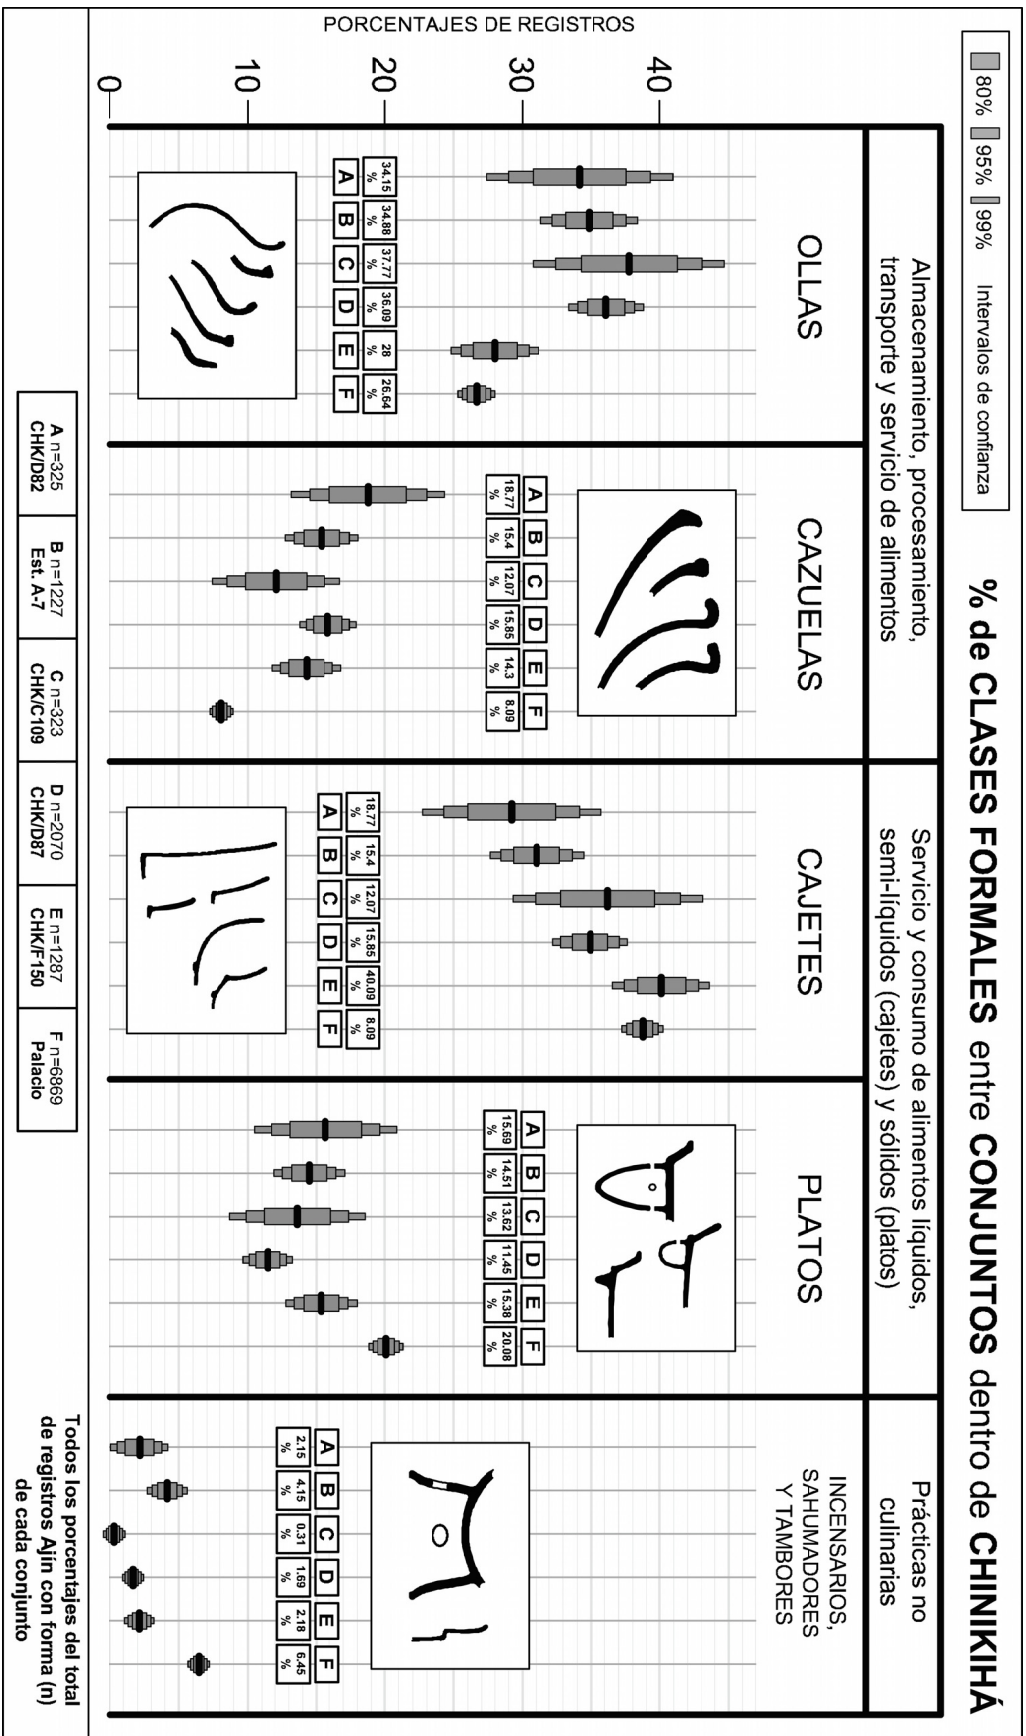 % de CLASES FORMALES entre CONJUNTOS dentro de CHINIKIHÁ
80% 95% 99% Intervalos de confianza
Almacenamiento, procesamiento,
transporte y servicio de alimentos
Servicio y consumo de alimentos líquidos,
semi-líquidos (cajetes) y sólidos (platos)
Prácticas no
culinarias
OLLAS
CAZUELAS
CAJETES
PLATOS
INCENSARIOS,
SAHUMADORES
Y TAMBORES
PORCENTAJES DE REGISTROS
40
30
20
10
0
34.15 % 34.88 % 37.77 % 36.09 % 28 % 26.64 %
A B C D E F
A B C D E F
18.77 % 15.4 % 12.07 % 15.85 % 14.3 % 8.09 %
18.77 % 15.4 % 12.07 % 15.85 % 40.09 % 8.09 %
A B C D E F
A B C D E F
15.69 % 14.51 % 13.62 % 11.45 % 15.38 % 20.08 %
A B C D E F
2.15 % 4.15 % 0.31 % 1.69 % 2.18 % 6.45 %
A n=325
CHK/D82
B n=1227
Est. A-7
C n=323
CHK/C109
D n=2070
CHK/D87
E n=1287
CHK/F150
F n=6869
Palacio
Todos los porcentajes del total
de registros Ajín con forma (n)
de cada conjunto